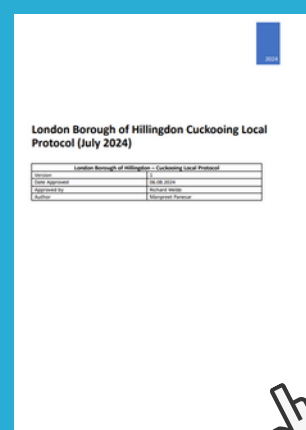 2024
London Borough of Hillingdon Cuckooing Local
Protocol (July 2024)
London Borough of Hillingdon – Cuckooing Local Protocol
Version 1
Date Approved 06.08.2024
Approved by Richard Webb
Author Manpreet Panesar